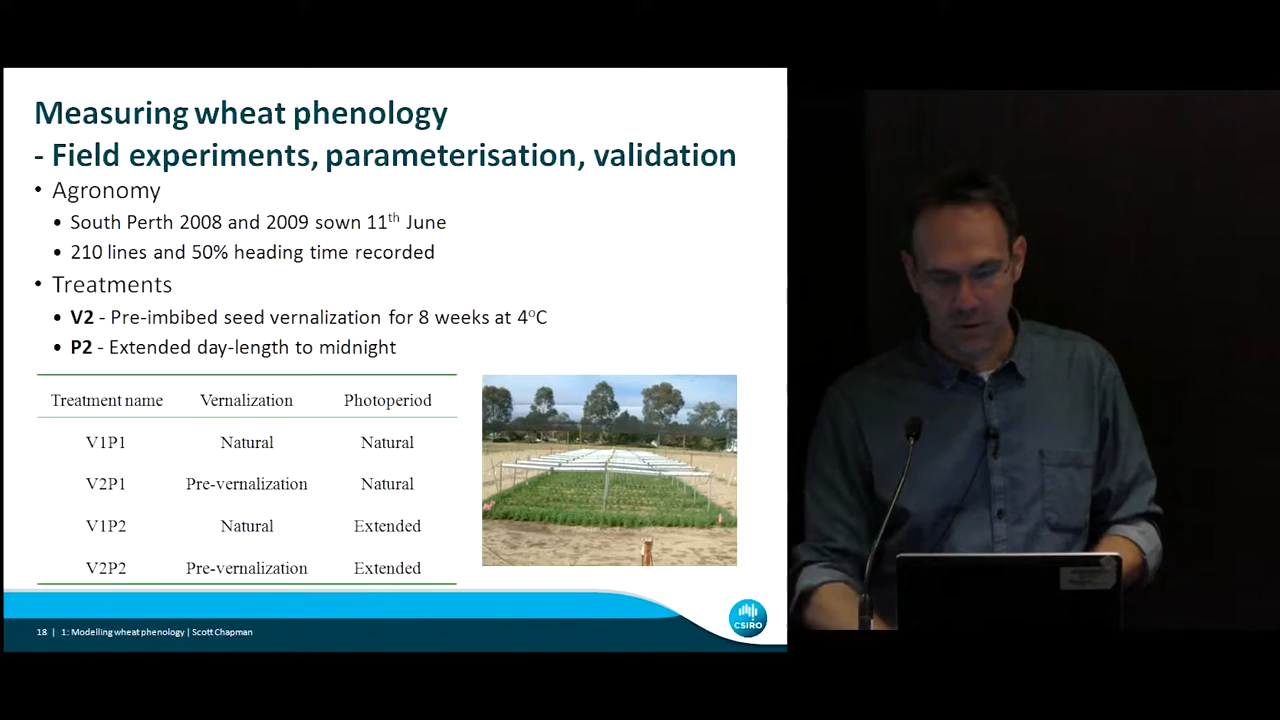 Measuring wheat phenology
- Field experiments, parameterisation, validation
• Agronomy
• South Perth 2008 and 2009 sown 11th June
• 210 lines and 50% heading time recorded
• Treatments
• V2 - Pre-imbibed seed vernalization for 8 weeks at 4°C
• P2 - Extended day-length to midnight
Treatment name Vernalization Photoperiod
V1P1 Natural Natural
V2P1 Pre-vernalization Natural
V1P2 Natural Extended
V2P2 Pre-vernalization Extended
18 | 1: Modelling wheat phenology | Scott Chapman
CSIRO